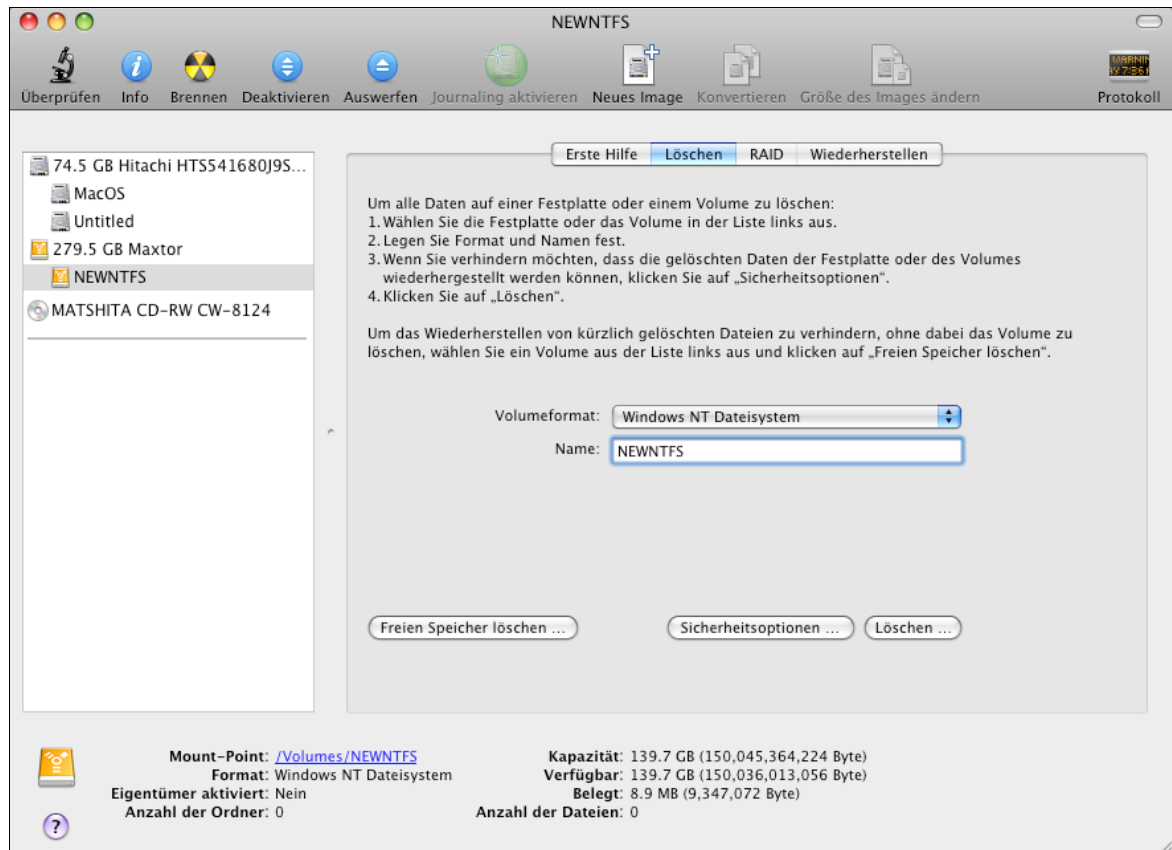 NEWNTFS
Überprüfen Info Brennen Deaktivieren Auswerfen Journaling aktivieren Neues Image Konvertieren Größe des Images ändern Protokoll
74.5 GB Hitachi HTS541680J9S...
MacOS
Untitled
279.5 GB Maxtor
NEWNTFS
MATSHITA CD-RW CW-8124
Erste Hilfe Löschen RAID Wiederherstellen
Um alle Daten auf einer Festplatte oder einem Volume zu löschen:
1. Wählen Sie die Festplatte oder das Volume in der Liste links aus.
2. Legen Sie Format und Namen fest.
3. Wenn Sie verhindern möchten, dass die gelöschten Daten der Festplatte oder des Volumes
wiederhergestellt werden können, klicken Sie auf „Sicherheitsoptionen“.
4. Klicken Sie auf „Löschen“.
Um das Wiederherstellen von kürzlich gelöschten Dateien zu verhindern, ohne dabei das Volume zu
löschen, wählen Sie ein Volume aus der Liste links aus und klicken auf „Freien Speicher löschen“.
Volumeformat: Windows NT Dateisystem
Name: NEWNTFS
Freien Speicher löschen ... Sicherheitsoptionen ... Löschen ...
Mount-Point: /Volumes/NEWNTFS
Format: Windows NT Dateisystem
Eigentümer aktiviert: Nein
Anzahl der Ordner: 0
Kapazität: 139.7 GB (150,045,364,224 Byte)
Verfügbar: 139.7 GB (150,036,013,056 Byte)
Belegt: 8.9 MB (9,347,072 Byte)
Anzahl der Dateien: 0
?